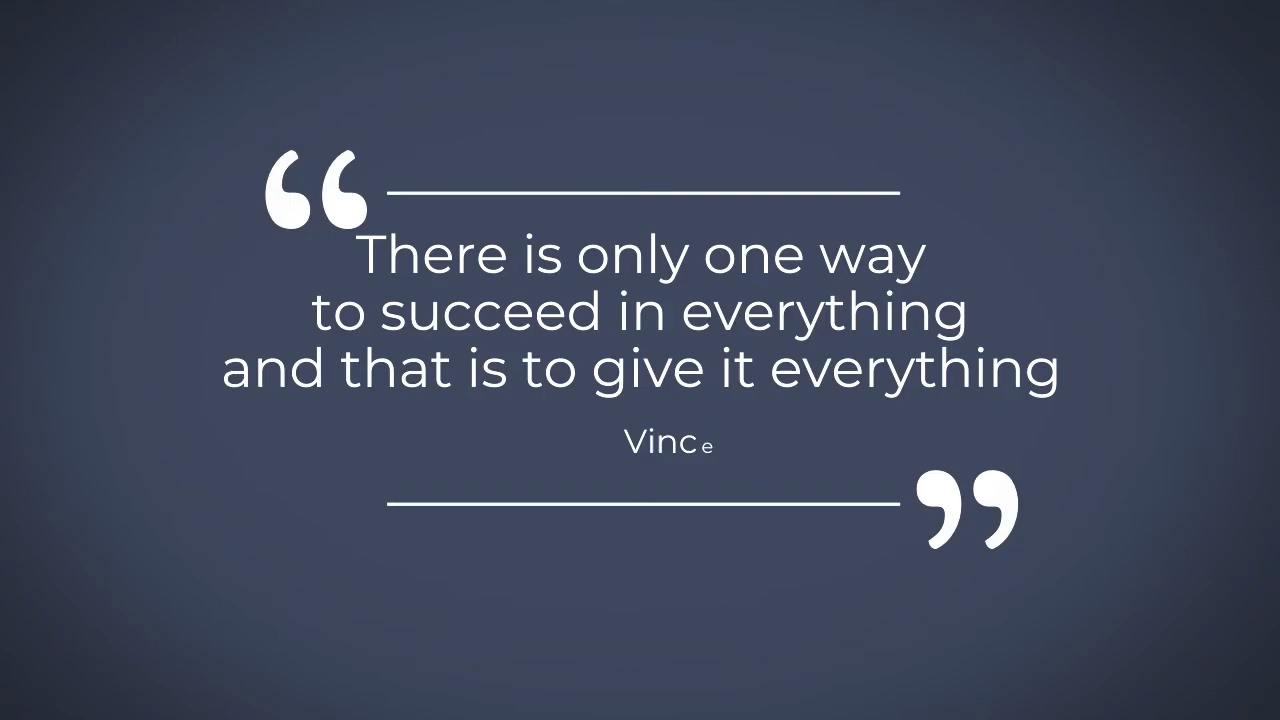 “
There is only one way
to succeed in everything
and that is to give it everything
Vince
”